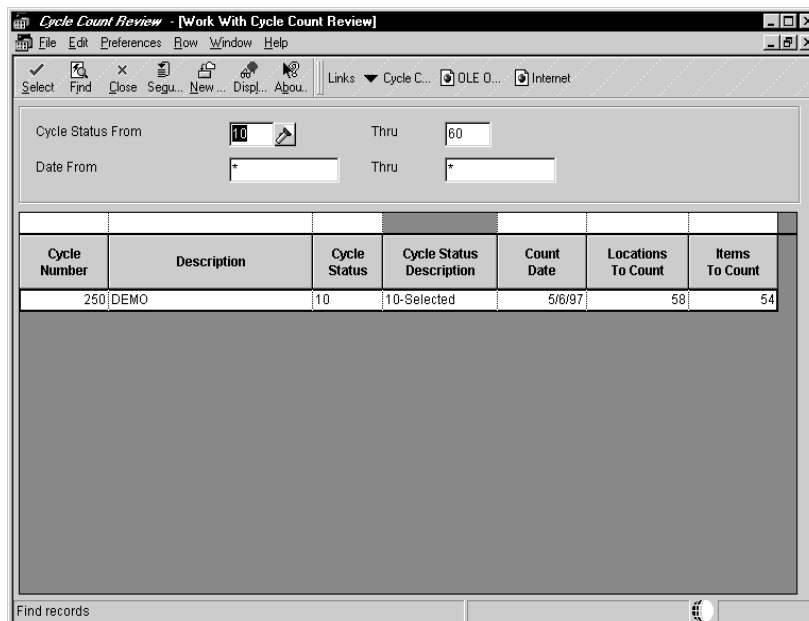 Cycle Count Review - [Work With Cycle Count Review]
File Edit Preferences Row Window Help
Select Find Close Sequ... New ... Displ... Abou.. Links Cycle C... OLE O... Internet
Cycle Status From 10 Thru 60
Date From * Thru *
Cycle Number Description Cycle Status Cycle Status Description Count Date Locations To Count Items To Count
250 DEMO 10 10-Selected 5/6/97 58 54
Find records